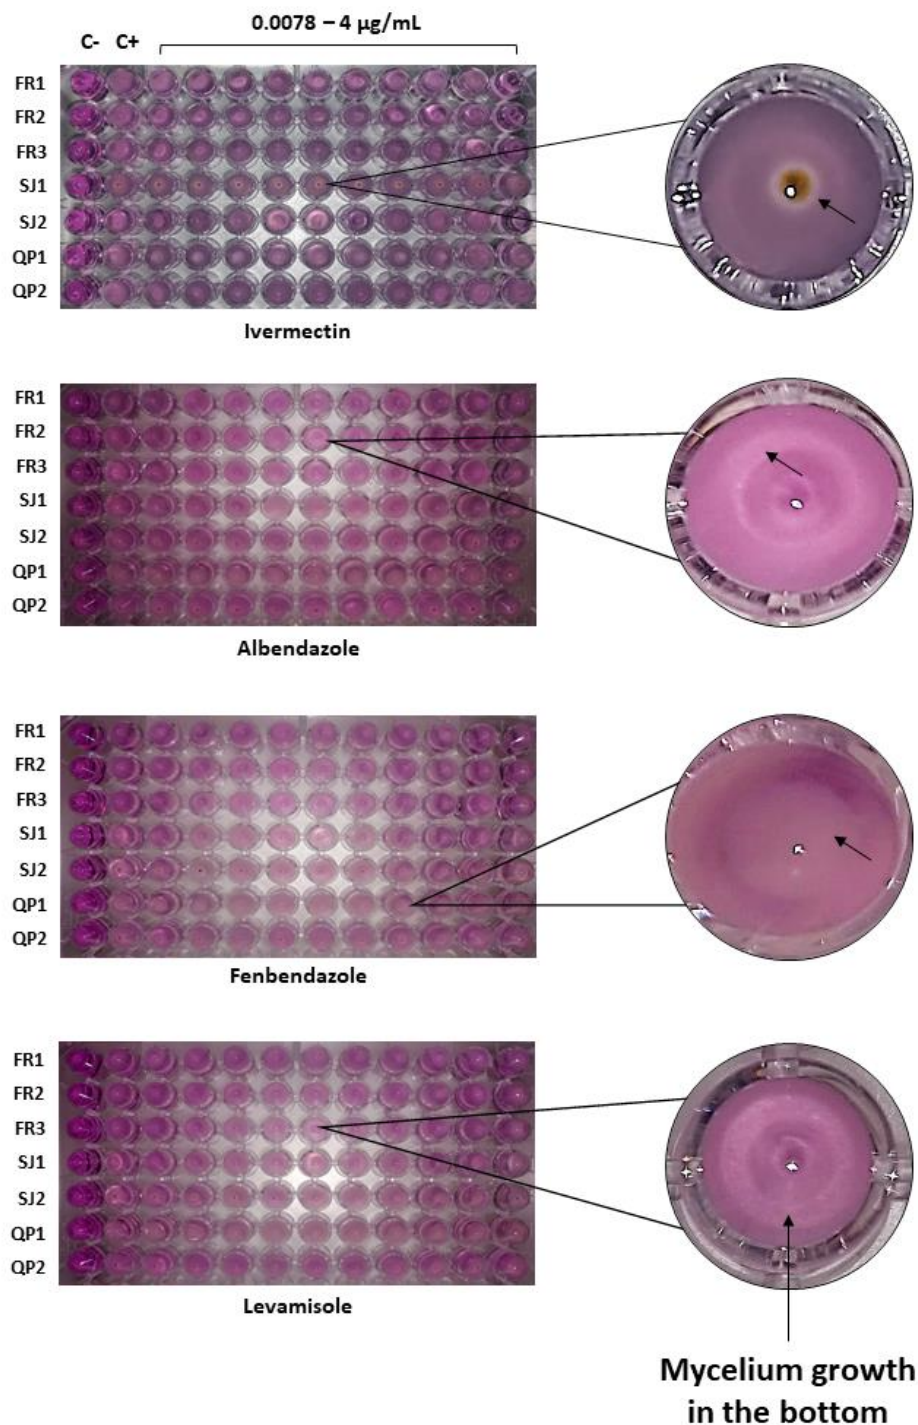 0.0078 – 4 µg/mL
C- C+
FR1
FR2
FR3
SJ1
SJ2
QP1
QP2
Ivermectin
FR1
FR2
FR3
SJ1
SJ2
QP1
QP2
Albendazole
FR1
FR2
FR3
SJ1
SJ2
QP1
QP2
Fenbendazole
FR1
FR2
FR3
SJ1
SJ2
QP1
QP2
Levamisole
Mycelium growth
in the bottom